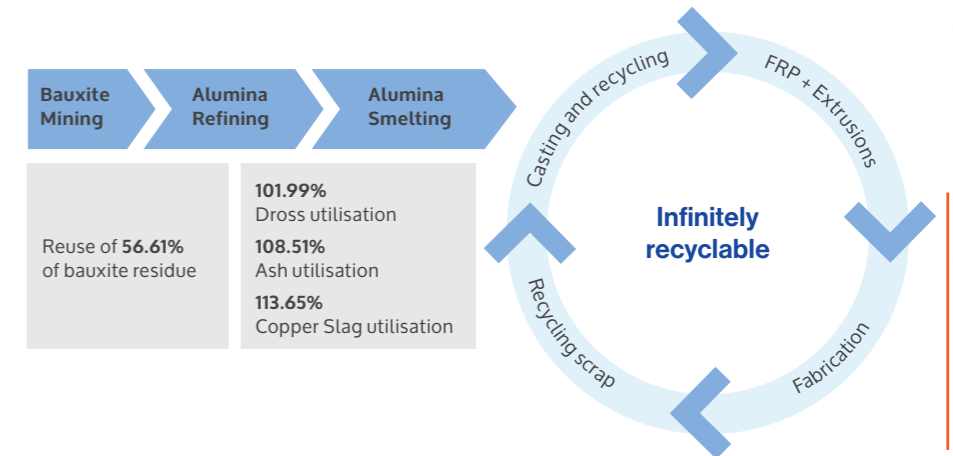 Bauxite
Mining
Alumina
Refining
Alumina
Smelting
Reuse of 56.61%
of bauxite residue
101.99%
Dross utilisation
108.51%
Ash utilisation
113.65%
Copper Slag utilisation
Casting and recycling
FRP + Extrusions
Infinitely
recyclable
Recycling scrap
Fabrication